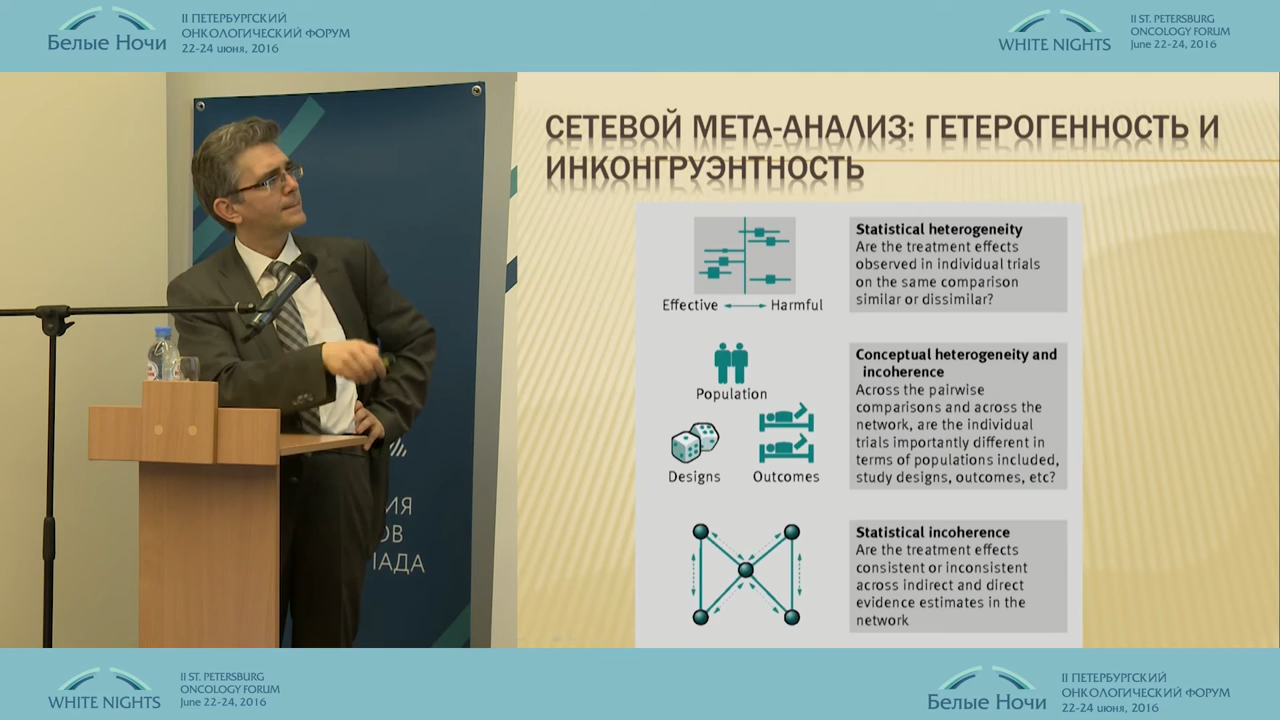 Белые Ночи
II ПЕТЕРБУРГСКИЙ
ОНКОЛОГИЧЕСКИЙ ФОРУМ
22-24 июня, 2016
WHITE NIGHTS
II ST. PETERSBURG
ONCOLOGY FORUM
June 22-24, 2016
СЕТЕВОЙ МЕТА-АНАЛИЗ: ГЕТЕРОГЕННОСТЬ И
ИНКОНГРУЭНТНОСТЬ
Effective
Harmful
Statistical heterogeneity
Are the treatment effects
observed in individual trials
on the same comparison
similar or dissimilar?
Population
Designs
Outcomes
Conceptual heterogeneity and
incoherence
Across the pairwise
comparisons and across the
network, are the individual
trials importantly different in
terms of populations included,
study designs, outcomes, etc?
Statistical incoherence
Are the treatment effects
consistent or inconsistent
across indirect and direct
evidence estimates in the
network
WHITE NIGHTS
II ST. PETERSBURG
ONCOLOGY FORUM
June 22-24, 2016
Белые Ночи
II ПЕТЕРБУРГСКИЙ
ОНКОЛОГИЧЕСКИЙ ФОРУМ
22-24 июня, 2016